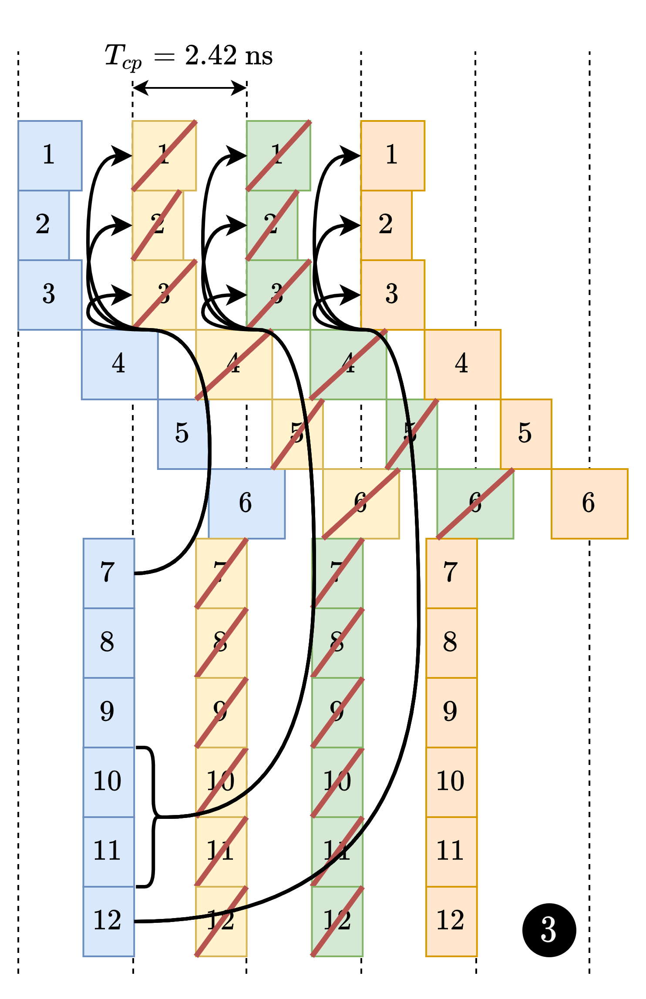 T_cp = 2.42 ns
1 1 1 1
2 2 2 2
3 3 3 3
4 4 4 4
5 5 5 5
6 6 6 6
7 7 7 7
8 8 8 8
9 9 9 9
10 10 10 10
11 11 11 11
12 12 12 12
3